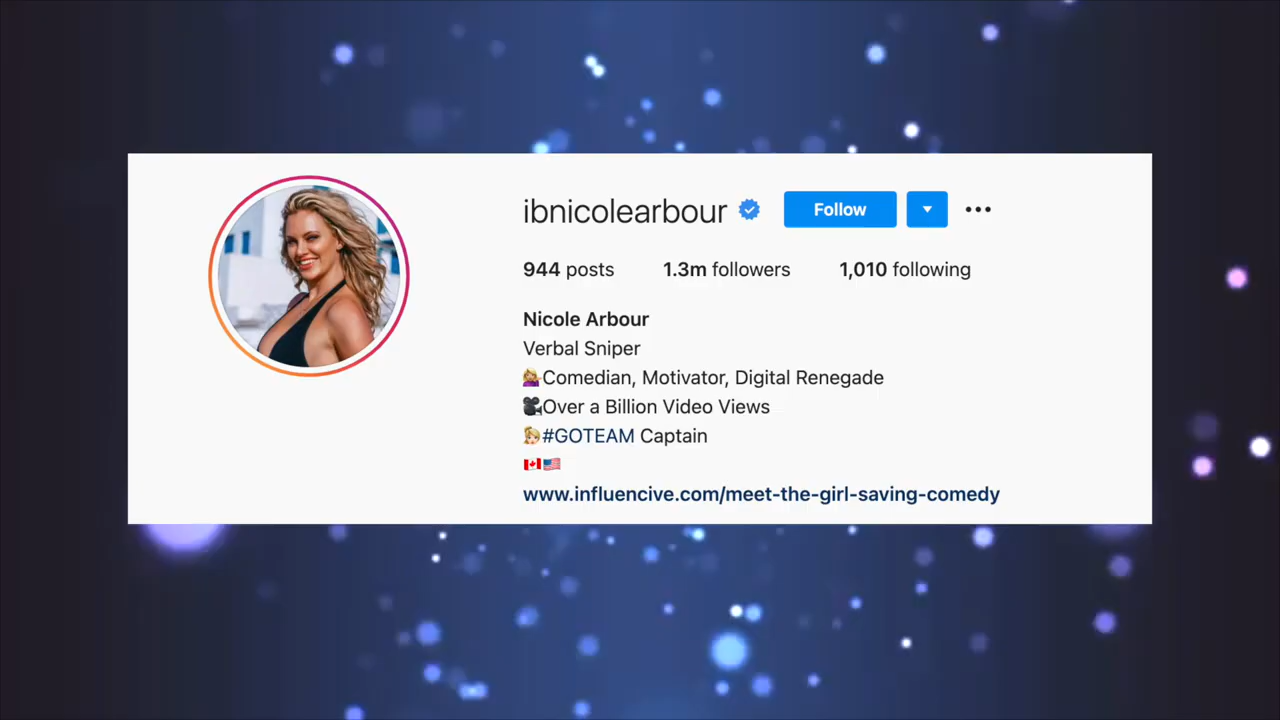 ibnicolearbour Follow
944 posts 1.3m followers 1,010 following
Nicole Arbour
Verbal Sniper
💁🏼‍♀️Comedian, Motivator, Digital Renegade
🎥Over a Billion Video Views
🙋🏼‍♀️#GOTEAM Captain
🇨🇦🇺🇸
www.influencive.com/meet-the-girl-saving-comedy